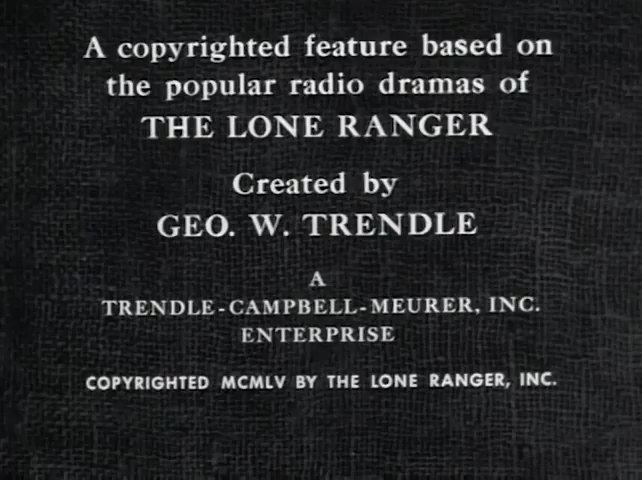 A copyrighted feature based on
the popular radio dramas of
THE LONE RANGER
Created by
GEO. W. TRENDLE
A
TRENDLE-CAMPBELL-MEURER, INC.
ENTERPRISE
COPYRIGHTED MCMLV BY THE LONE RANGER, INC.